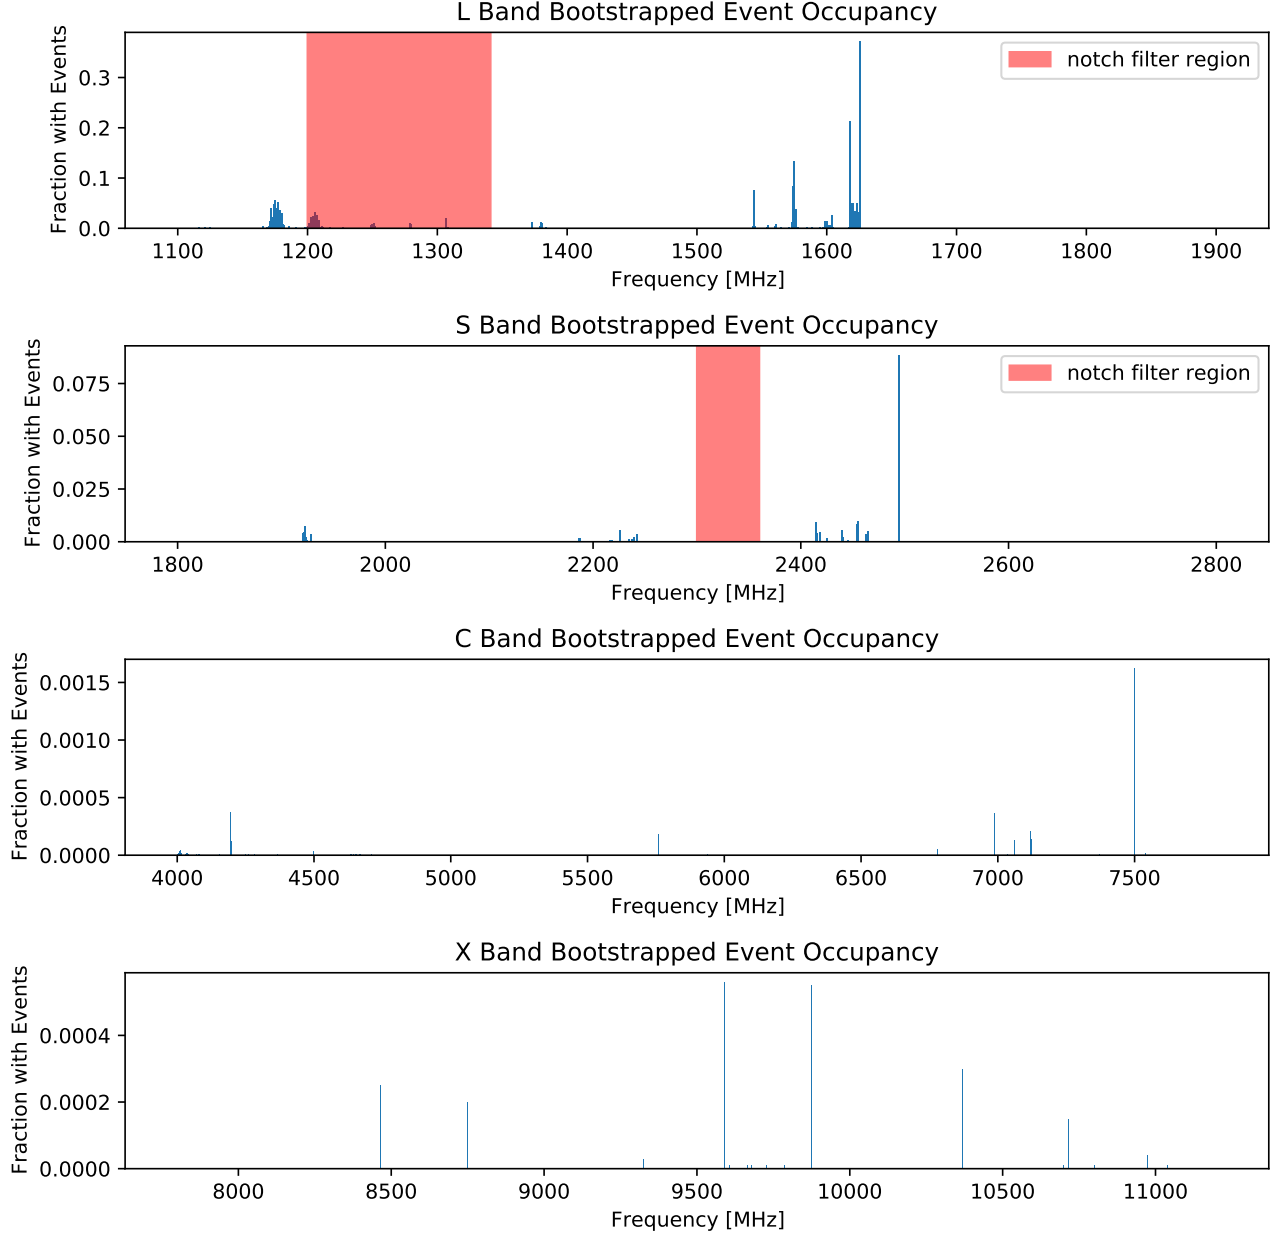 L Band Bootstrapped Event Occupancy
Fraction with Events
0.3
0.2
0.1
0.0
notch filter region
1100 1200 1300 1400 1500 1600 1700 1800 1900
Frequency [MHz]
S Band Bootstrapped Event Occupancy
Fraction with Events
0.075
0.050
0.025
0.000
notch filter region
1800 2000 2200 2400 2600 2800
Frequency [MHz]
C Band Bootstrapped Event Occupancy
Fraction with Events
0.0015
0.0010
0.0005
0.0000
4000 4500 5000 5500 6000 6500 7000 7500
Frequency [MHz]
X Band Bootstrapped Event Occupancy
Fraction with Events
0.0004
0.0002
0.0000
8000 8500 9000 9500 10000 10500 11000
Frequency [MHz]